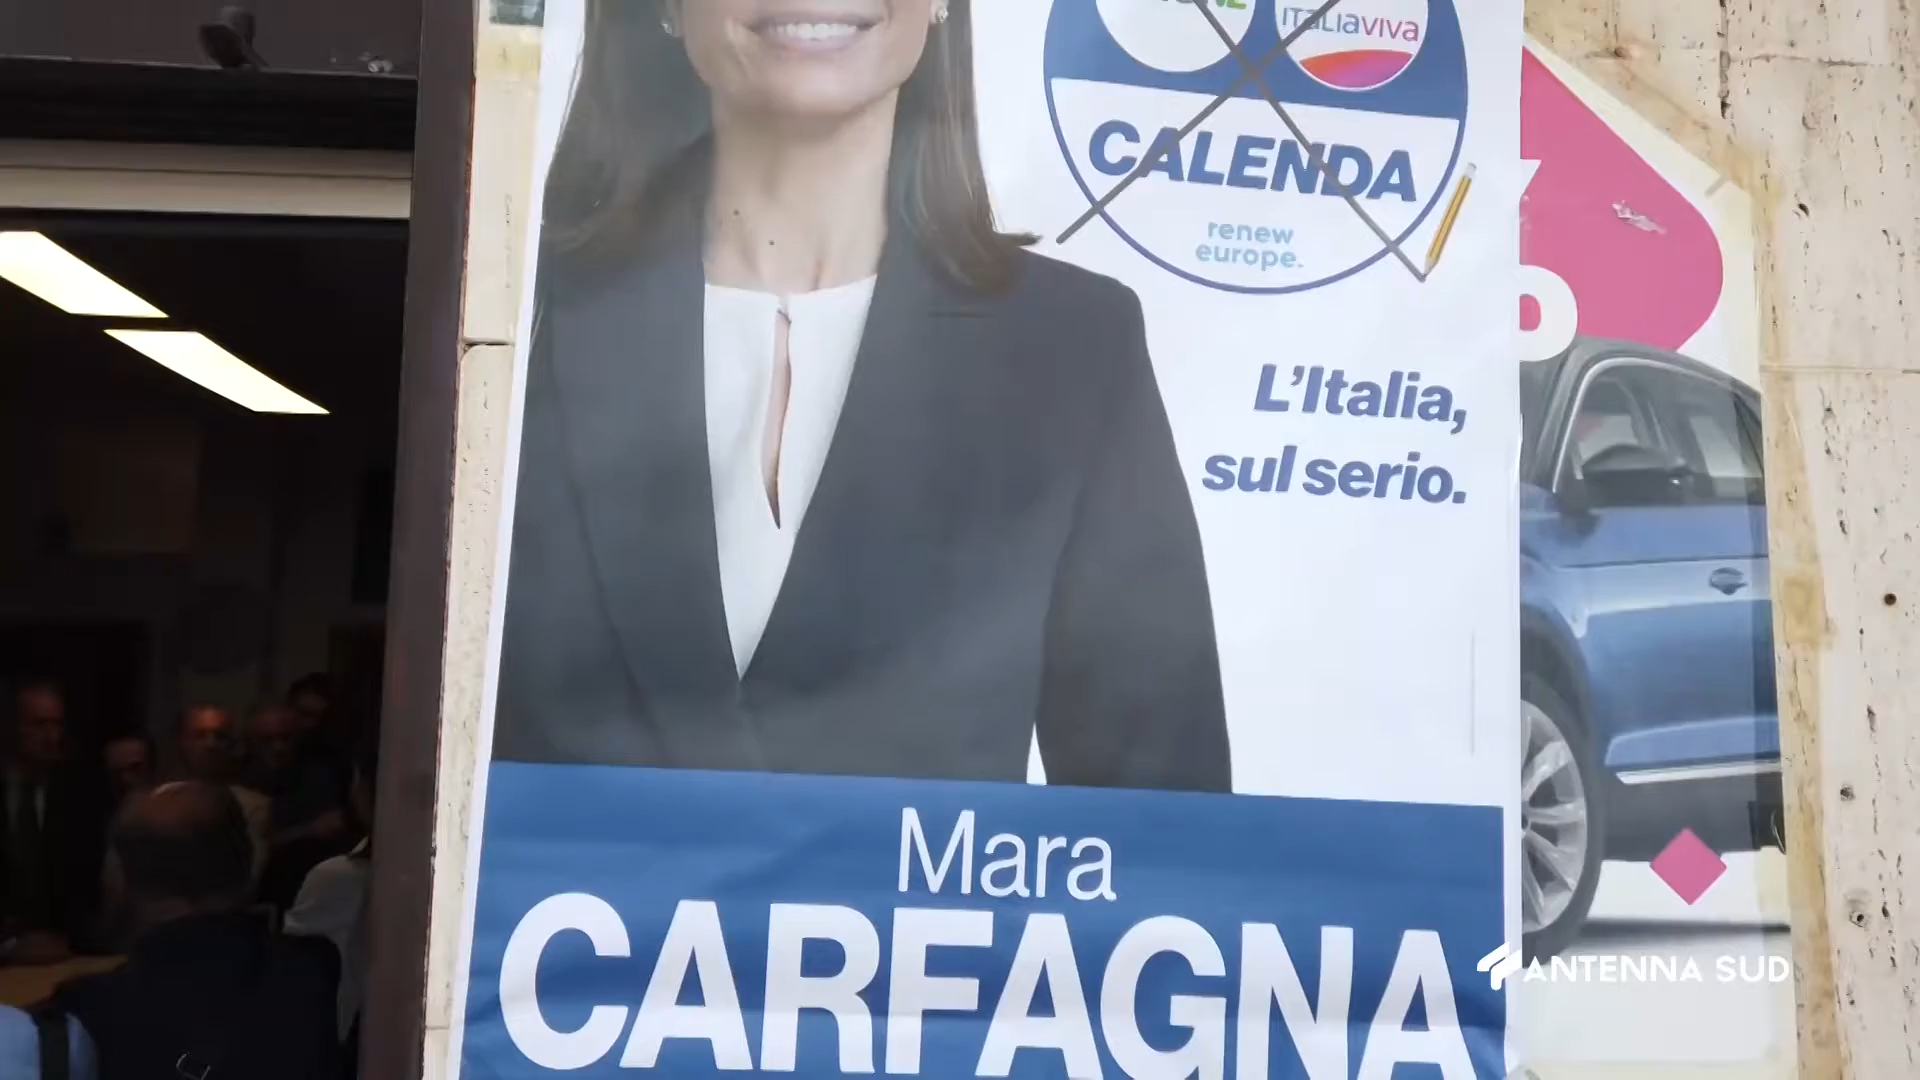 ITALIAVIVA
CALENDA
renew
europe.
L'Italia,
sul serio.
Mara
CARFAGNA
ANTENNA SUD